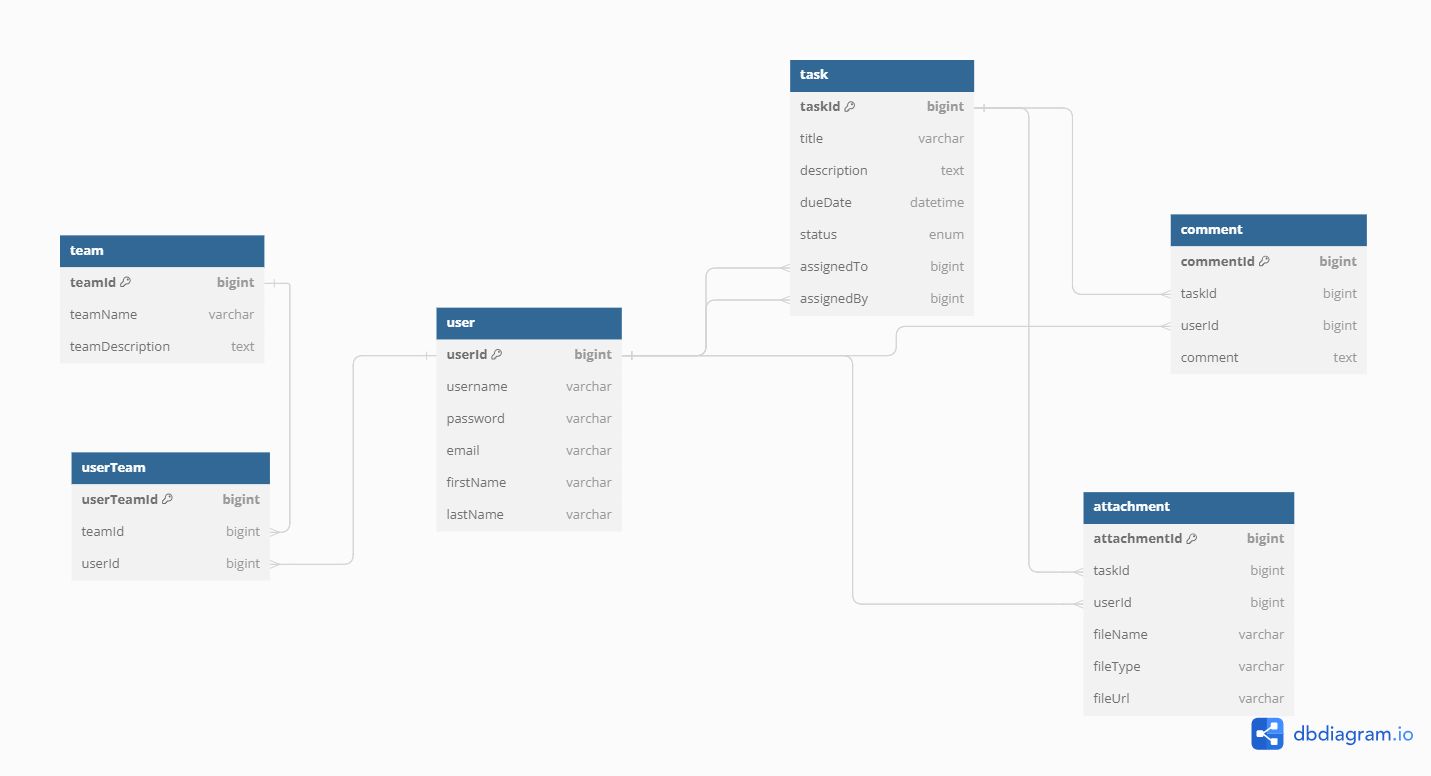 task
taskId bigint
title varchar
description text
dueDate datetime
status enum
assignedTo bigint
assignedBy bigint
comment
commentId bigint
taskId bigint
userId bigint
comment text
team
teamId bigint
teamName varchar
teamDescription text
user
userId bigint
username varchar
password varchar
email varchar
firstName varchar
lastName varchar
userTeam
userTeamId bigint
teamId bigint
userId bigint
attachment
attachmentId bigint
taskId bigint
userId bigint
fileName varchar
fileType varchar
fileUrl varchar
dbdiagram.io